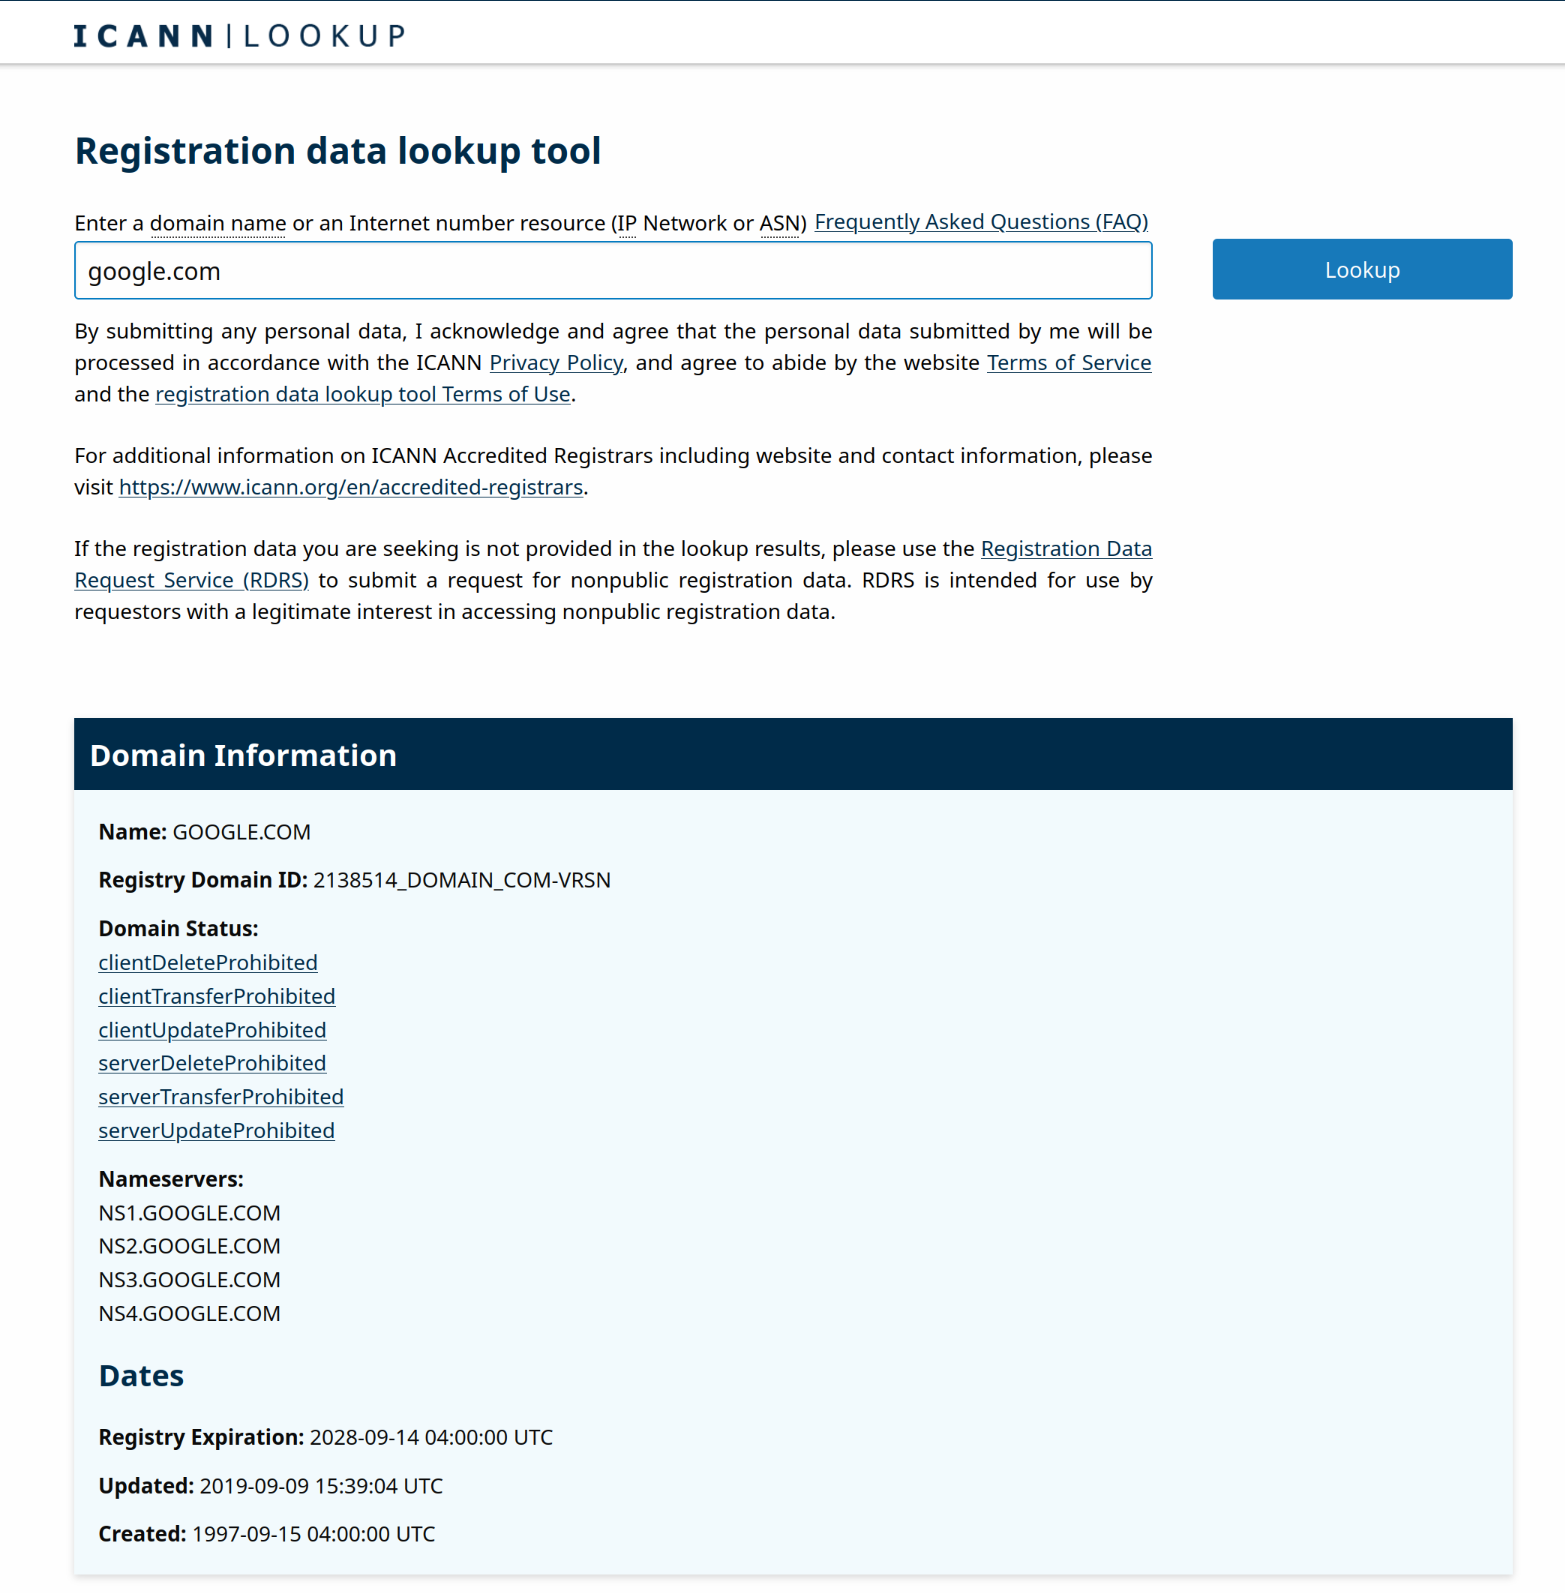 ICANN|LOOKUP
Registration data lookup tool
Enter a domain name or an Internet number resource (IP Network or ASN) Frequently Asked Questions (FAQ)
google.com
Lookup
By submitting any personal data, I acknowledge and agree that the personal data submitted by me will be
processed in accordance with the ICANN Privacy Policy, and agree to abide by the website Terms of Service
and the registration data lookup tool Terms of Use.
For additional information on ICANN Accredited Registrars including website and contact information, please
visit https://www.icann.org/en/accredited-registrars.
If the registration data you are seeking is not provided in the lookup results, please use the Registration Data
Request Service (RDRS) to submit a request for nonpublic registration data. RDRS is intended for use by
requestors with a legitimate interest in accessing nonpublic registration data.
Domain Information
Name: GOOGLE.COM
Registry Domain ID: 2138514_DOMAIN_COM-VRSN
Domain Status:
clientDeleteProhibited
clientTransferProhibited
clientUpdateProhibited
serverDeleteProhibited
serverTransferProhibited
serverUpdateProhibited
Nameservers:
NS1.GOOGLE.COM
NS2.GOOGLE.COM
NS3.GOOGLE.COM
NS4.GOOGLE.COM
Dates
Registry Expiration: 2028-09-14 04:00:00 UTC
Updated: 2019-09-09 15:39:04 UTC
Created: 1997-09-15 04:00:00 UTC